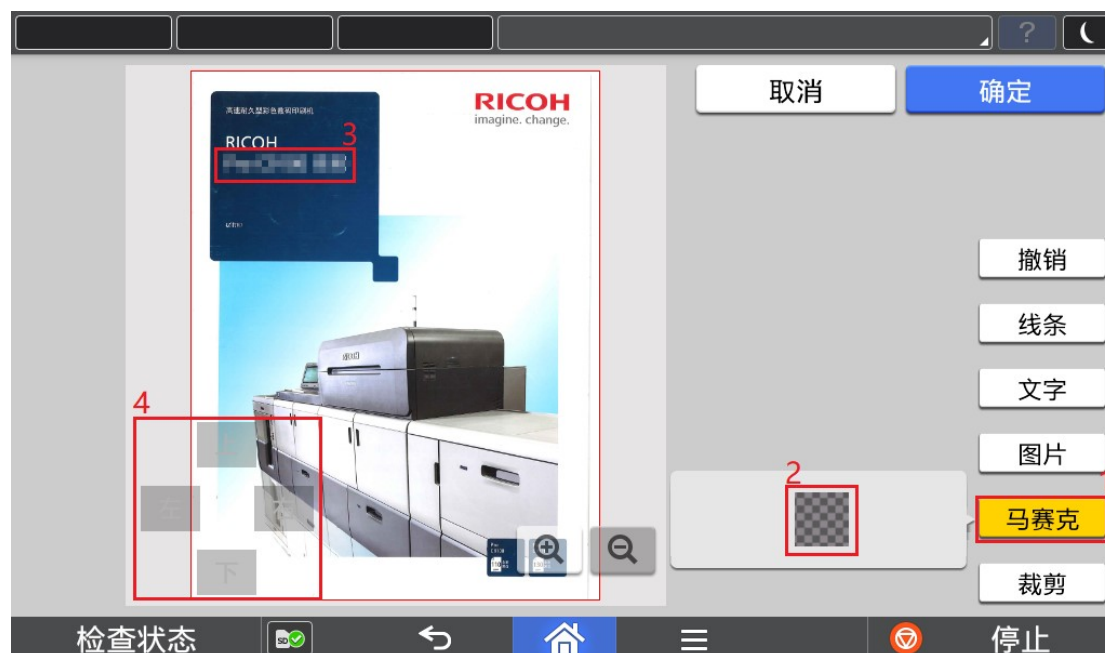 ?
取消
确定
高速耐久型彩色数码印刷机
RICOH
imagine. change.
RICOH
3
撤销
线条
文字
4
图片
上
2
左
右
马赛克
RICOH
下
裁剪
检查状态
SD
停止